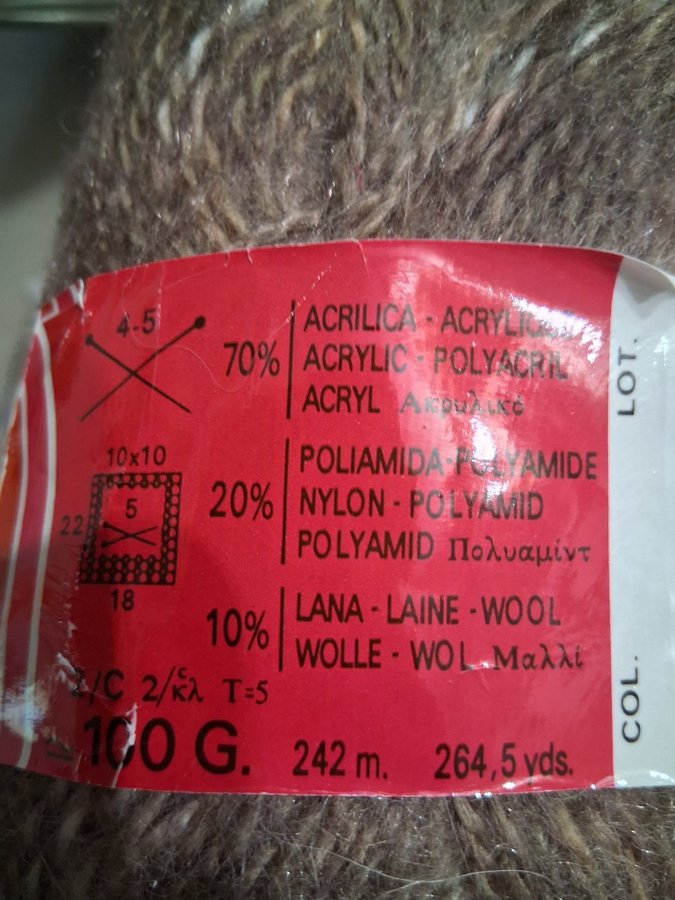 4-5
70%
ACRILICA - ACRYLIQUE
ACRYLIC - POLYACRIL
ACRYL Ακρυλικό
10x10
5
22
18
20%
POLIAMIDA-POLYAMIDE
NYLON - POLYAMID
POLYAMID Πολυαμίντ
10%
LANA - LAINE - WOOL
WOLLE - WOL Μαλλί
2/C 2/κλ T=5
100 G. 242 m. 264,5 yds.
LOT.
COL.